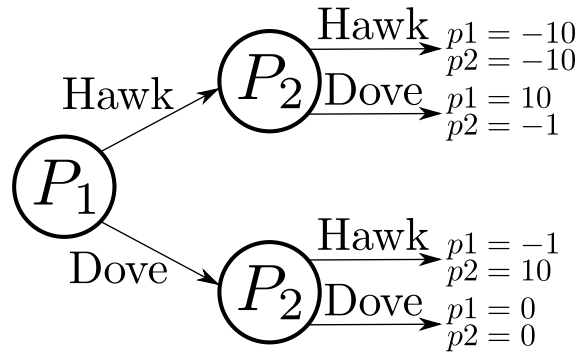 Hawk
p1 = −10
p2 = −10
P₂
Dove
p1 = 10
p2 = −1
Hawk
P₁
Dove
Hawk
p1 = −1
p2 = 10
P₂
Dove
p1 = 0
p2 = 0